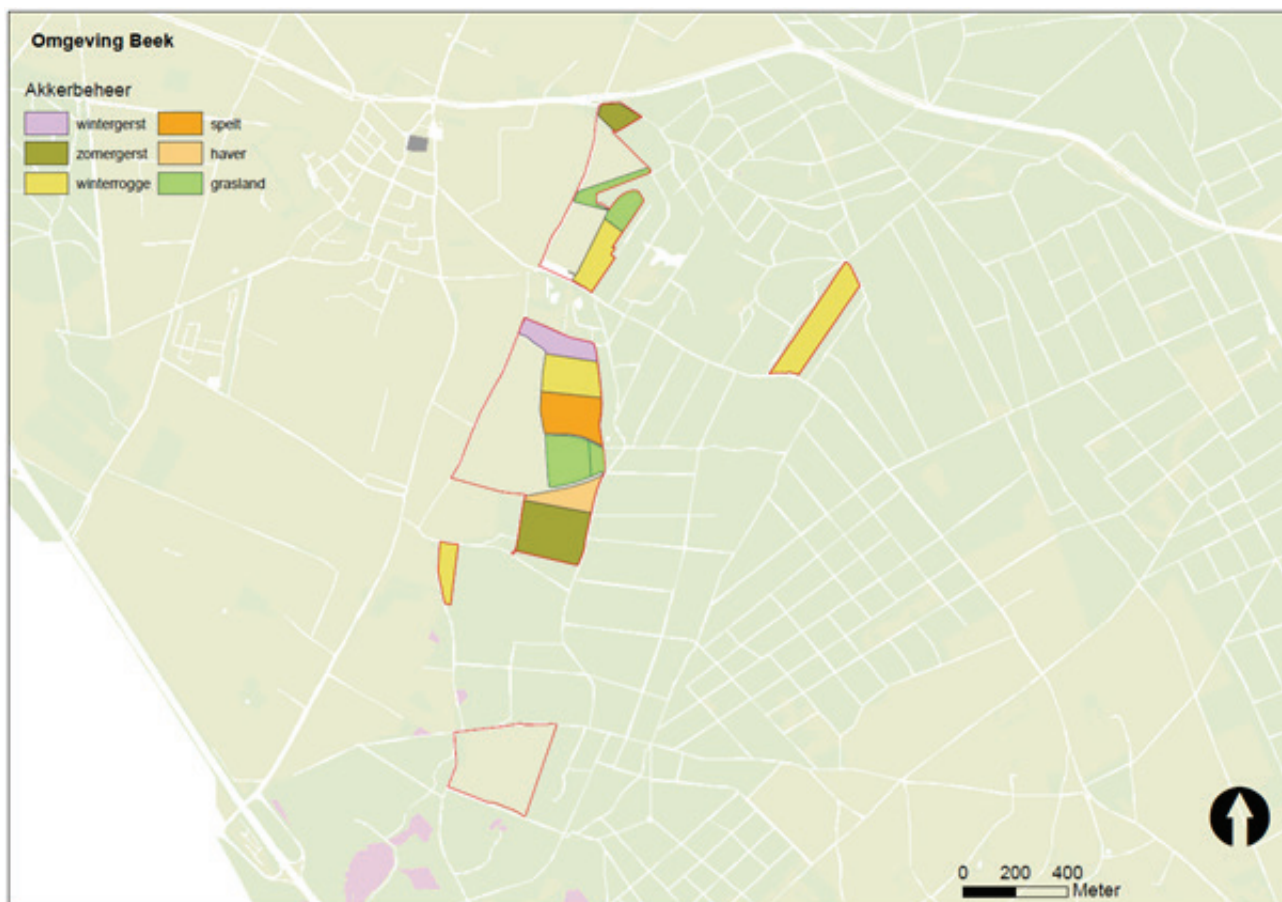 Omgeving Beek
Akkerbeheer
wintergerst
spelt
zomergerst
haver
winterrogge
grasland
0 200 400
Meter